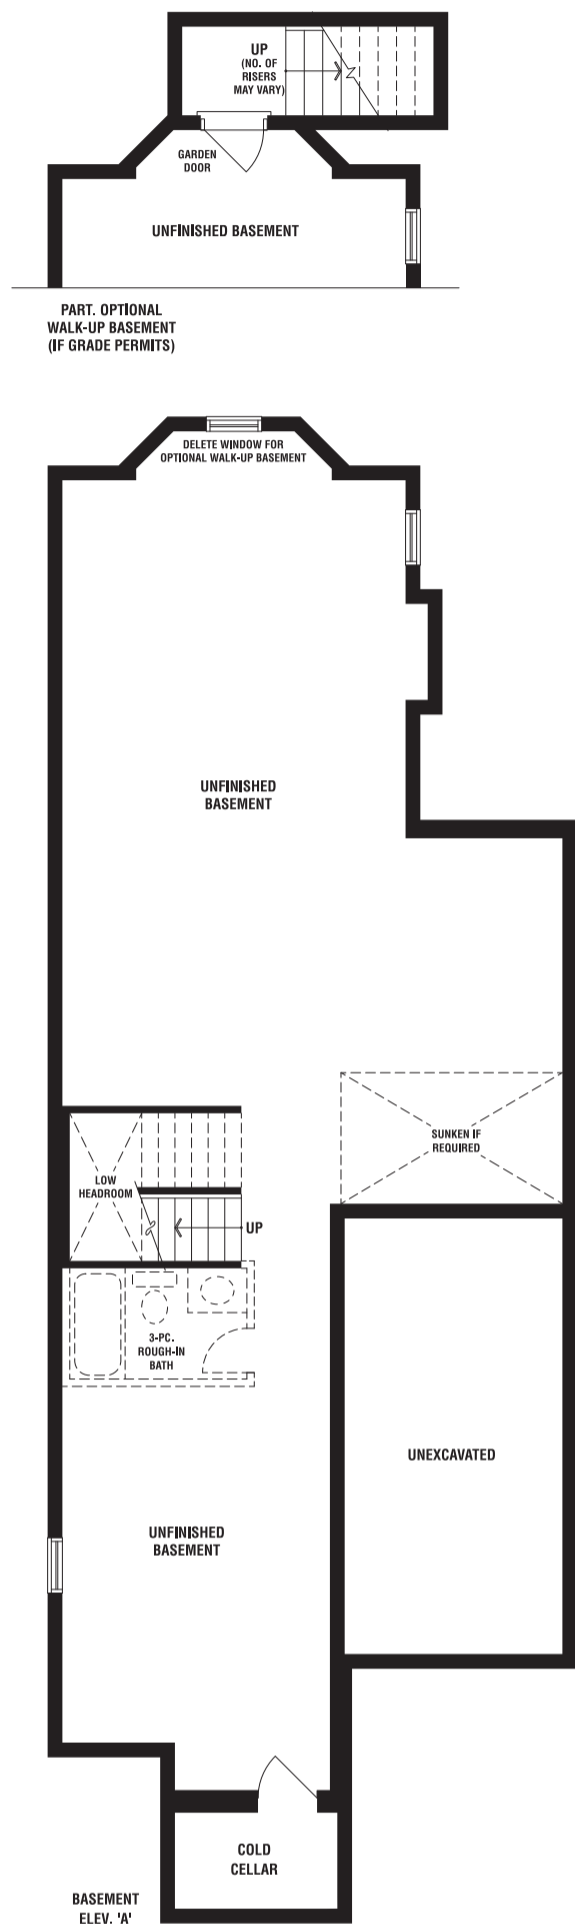 UP
(NO. OF
RISERS
MAY VARY)
GARDEN
DOOR
UNFINISHED BASEMENT
PART. OPTIONAL
WALK-UP BASEMENT
(IF GRADE PERMITS)
DELETE WINDOW FOR
OPTIONAL WALK-UP BASEMENT
UNFINISHED
BASEMENT
SUNKEN IF
REQUIRED
LOW
HEADROOM
UP
3-PC.
ROUGH-IN
BATH
UNEXCAVATED
UNFINISHED
BASEMENT
COLD
CELLAR
BASEMENT
ELEV. 'A'